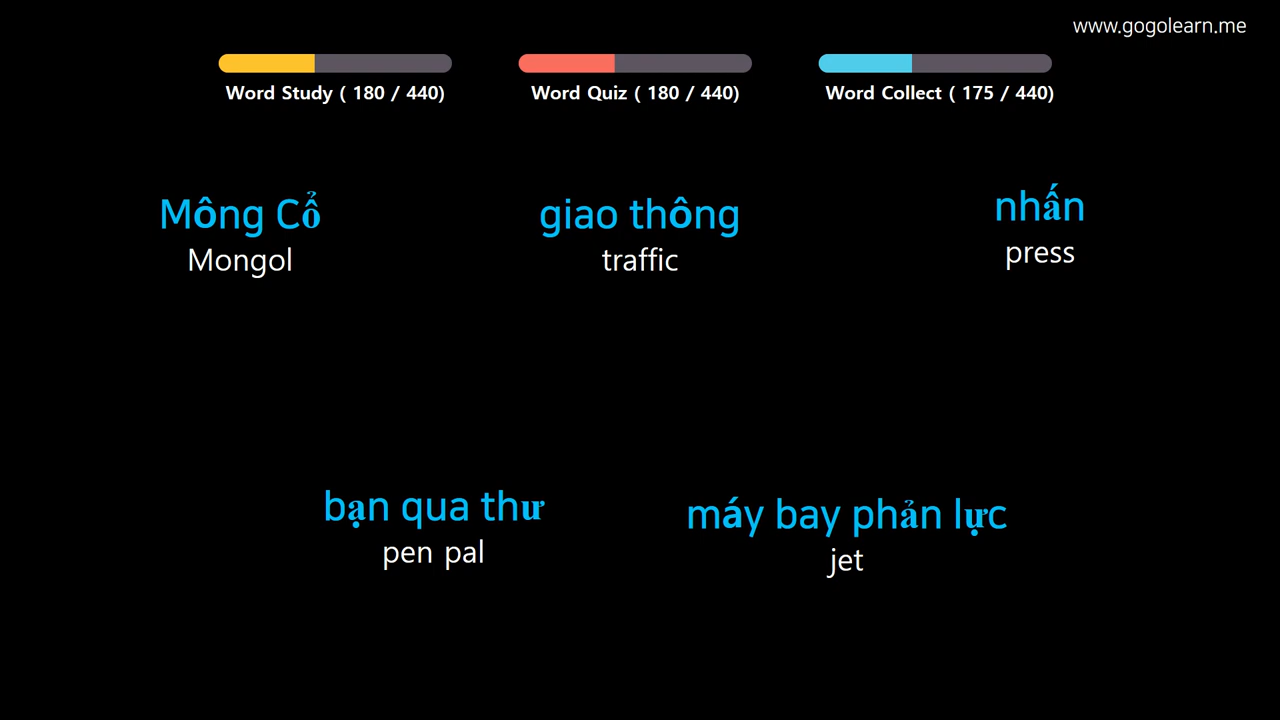 www.gogolearn.me
Word Study ( 180 / 440)
Word Quiz ( 180 / 440)
Word Collect ( 175 / 440)
Mông Cổ
Mongol
giao thông
traffic
nhấn
press
bạn qua thư
pen pal
máy bay phản lực
jet